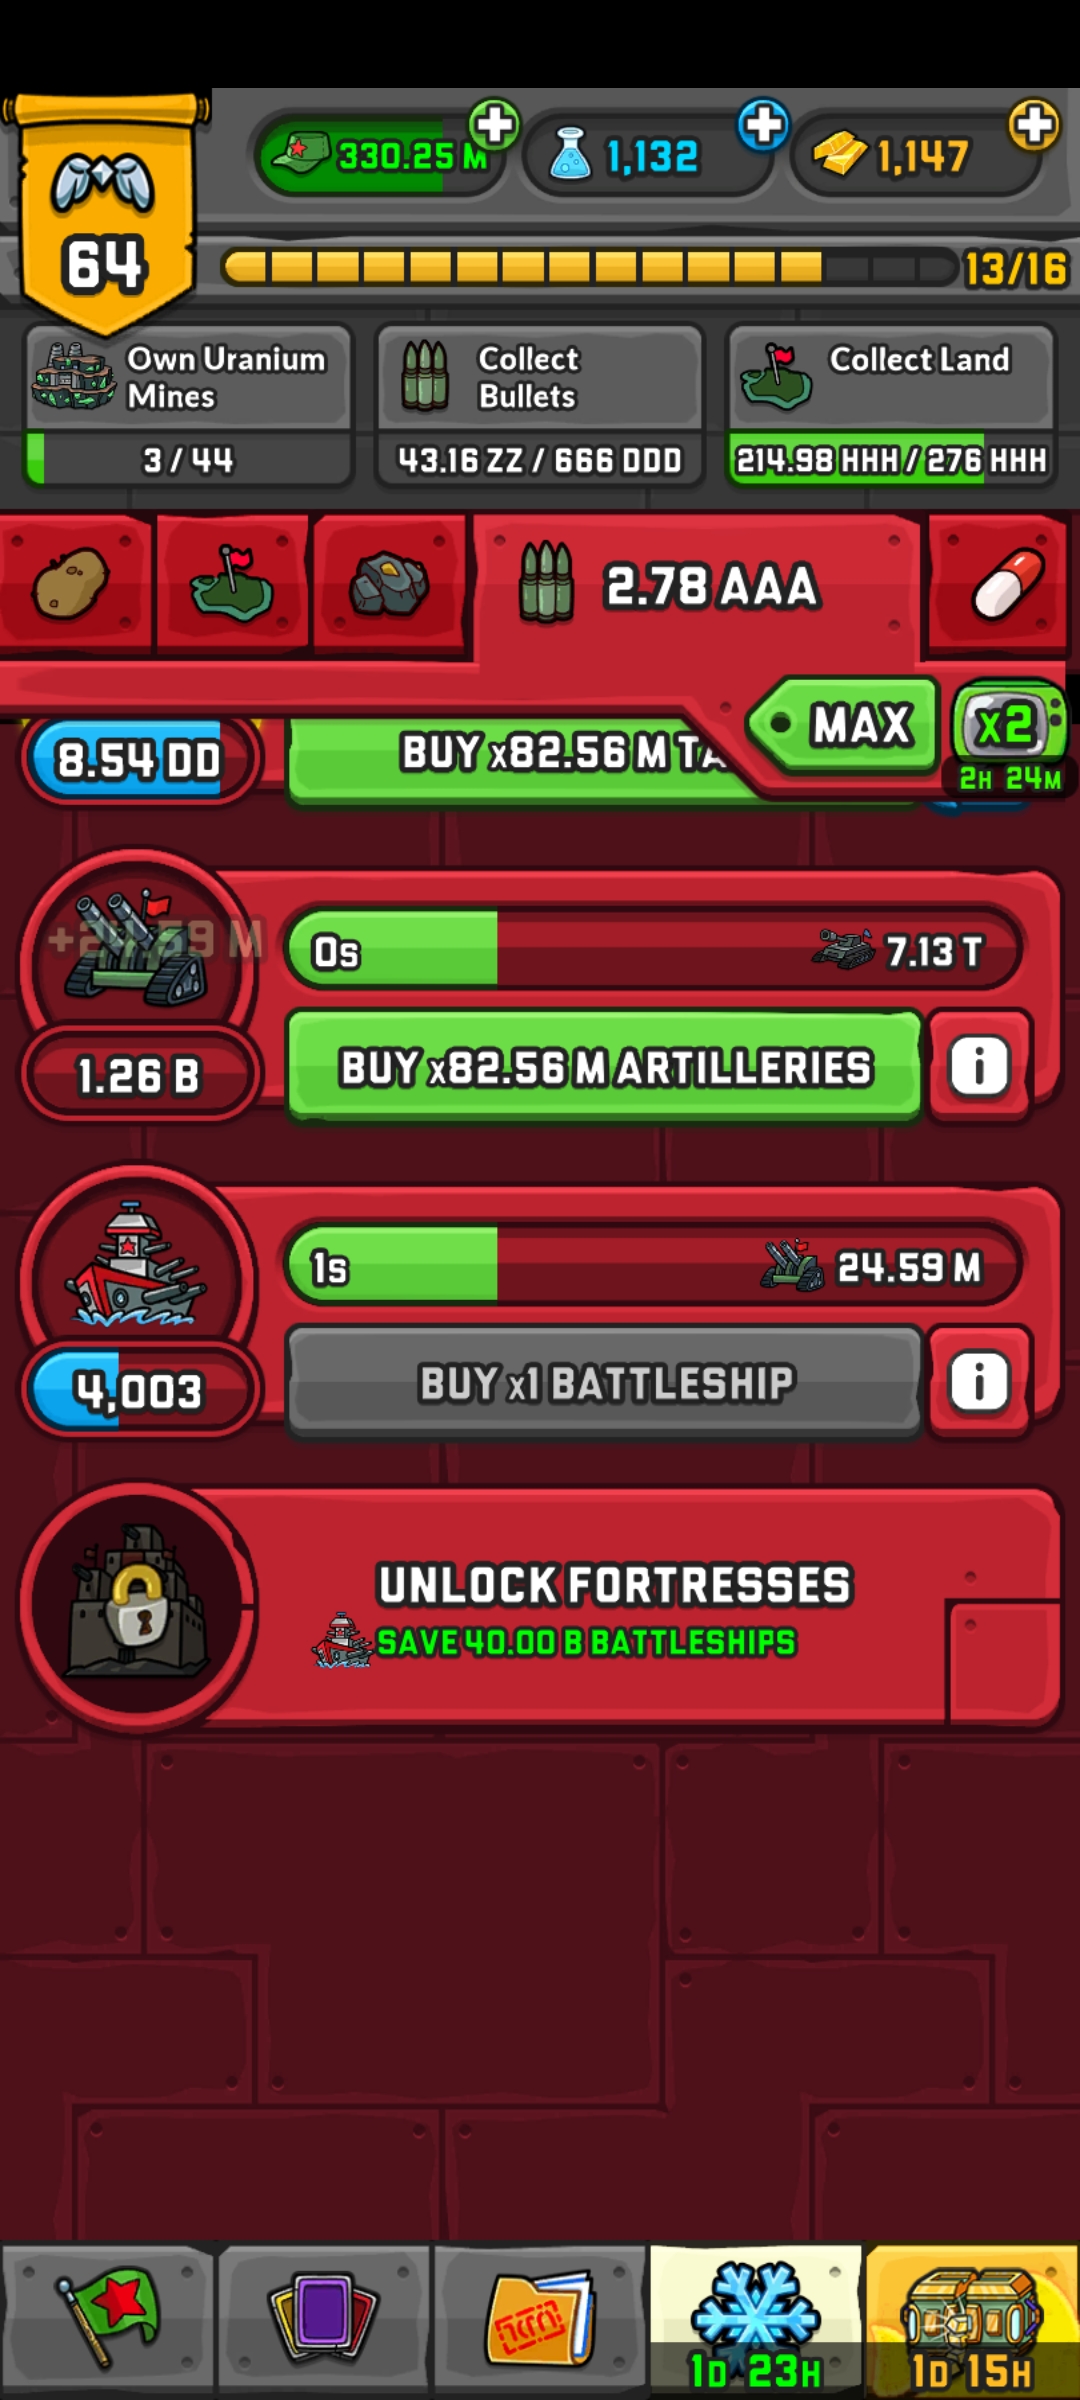 330.25 M
1,132
1,147
64
13/16
Own Uranium
Mines
3 / 44
Collect
Bullets
43.16 ZZ / 666 DDD
Collect Land
214.98 HHH / 276 HHH
2.78 AAA
MAX
x2
2H 24M
8.54 DD
BUY x82.56 M TA
0s
7.13 T
1.26 B
BUY x82.56 M ARTILLERIES
i
1s
24.59 M
4,003
BUY x1 BATTLESHIP
i
UNLOCK FORTRESSES
SAVE 40.00 B BATTLESHIPS
1D 23H
1D 15H